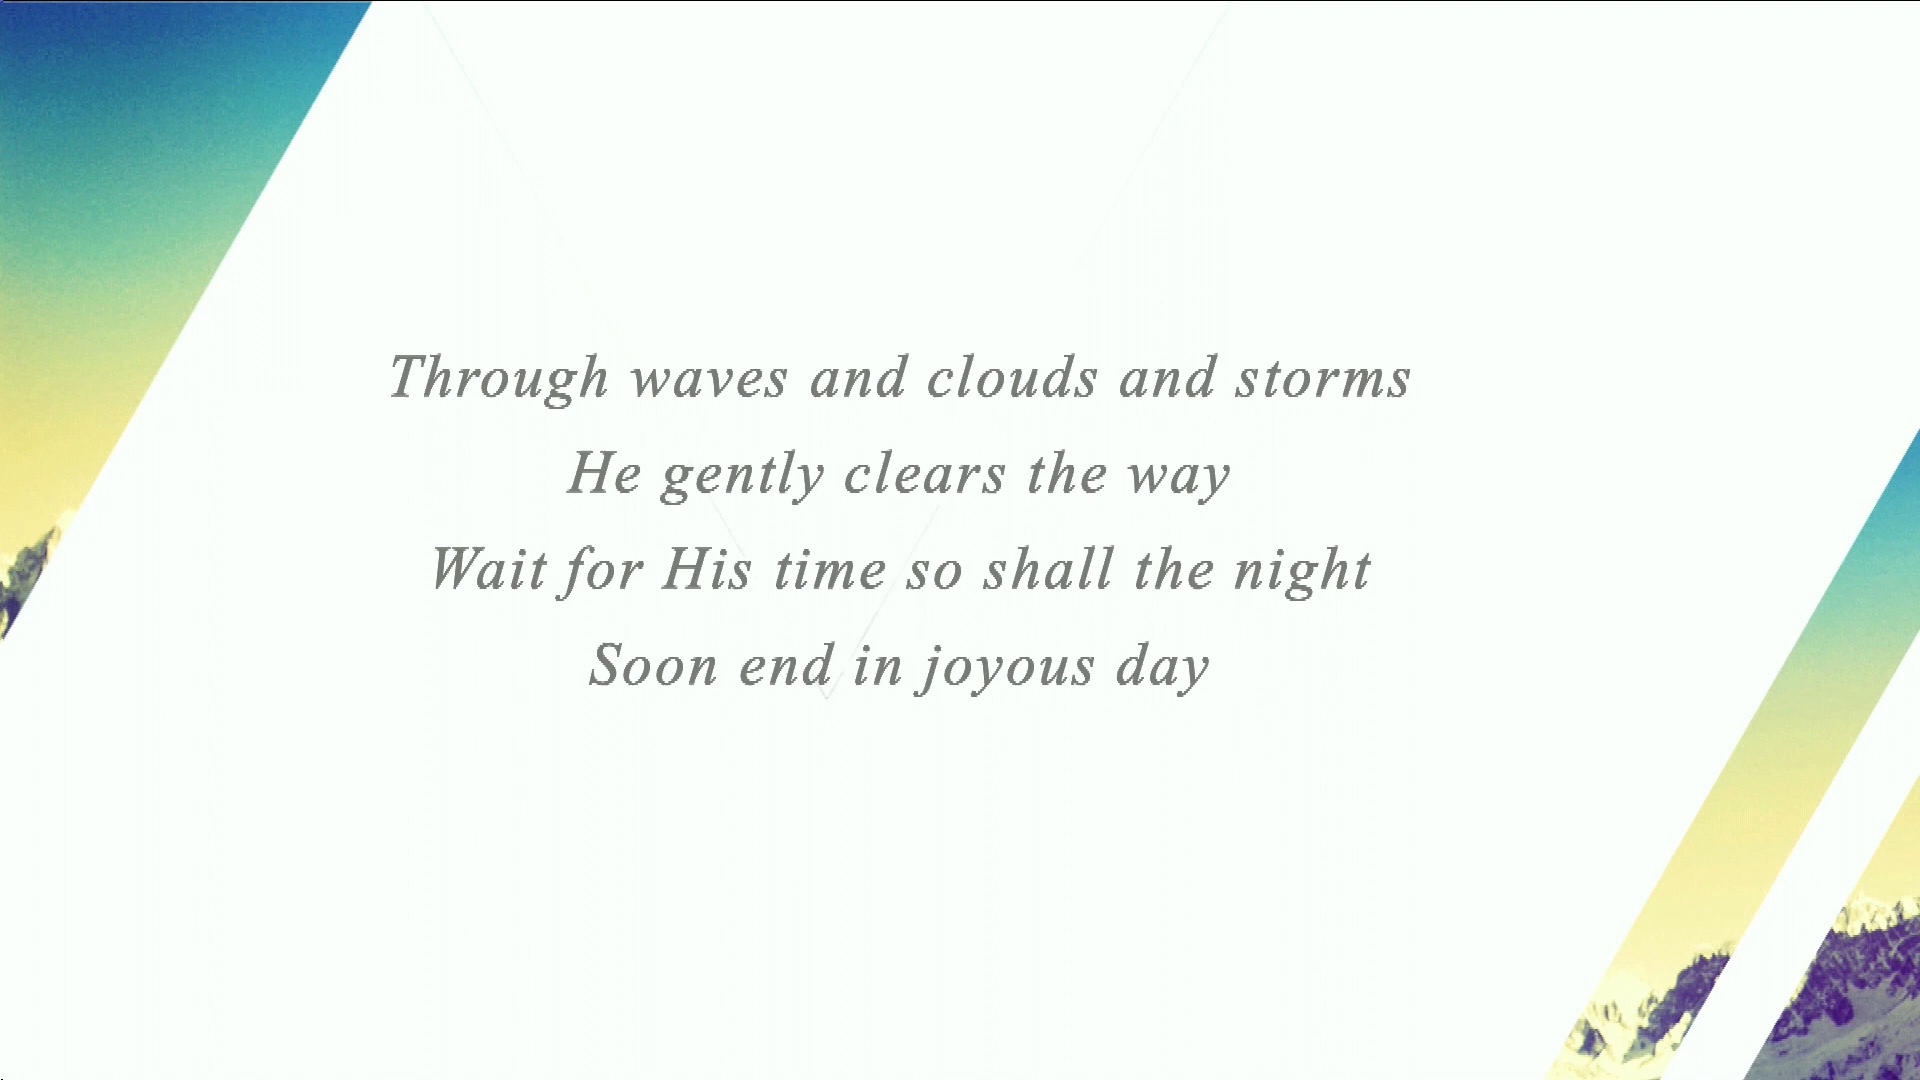 Through waves and clouds and storms
He gently clears the way
Wait for His time so shall the night
Soon end in joyous day